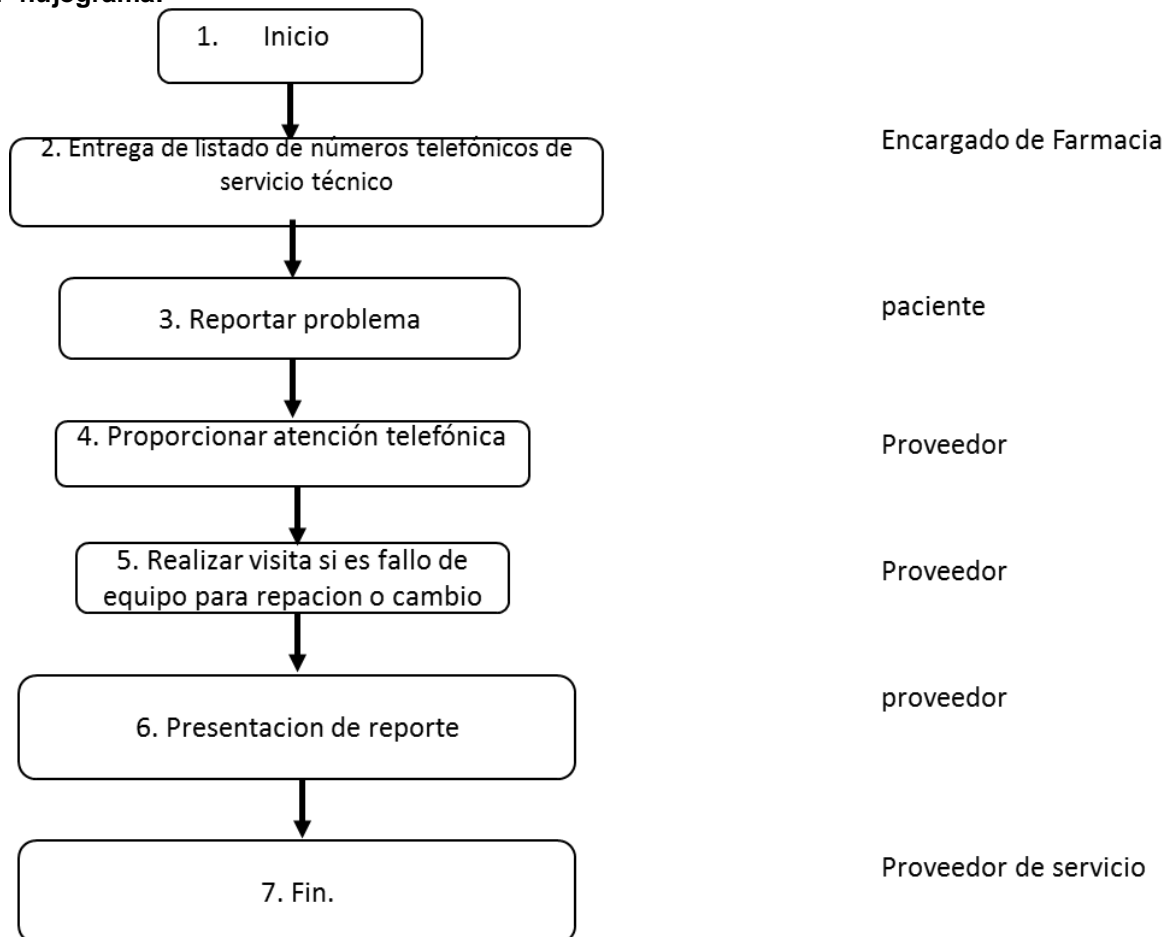 flujograma.
1. Inicio
2. Entrega de listado de números telefónicos de
servicio técnico
Encargado de Farmacia
3. Reportar problema
paciente
4. Proporcionar atención telefónica
Proveedor
5. Realizar visita si es fallo de
equipo para repacion o cambio
Proveedor
6. Presentacion de reporte
proveedor
7. Fin.
Proveedor de servicio